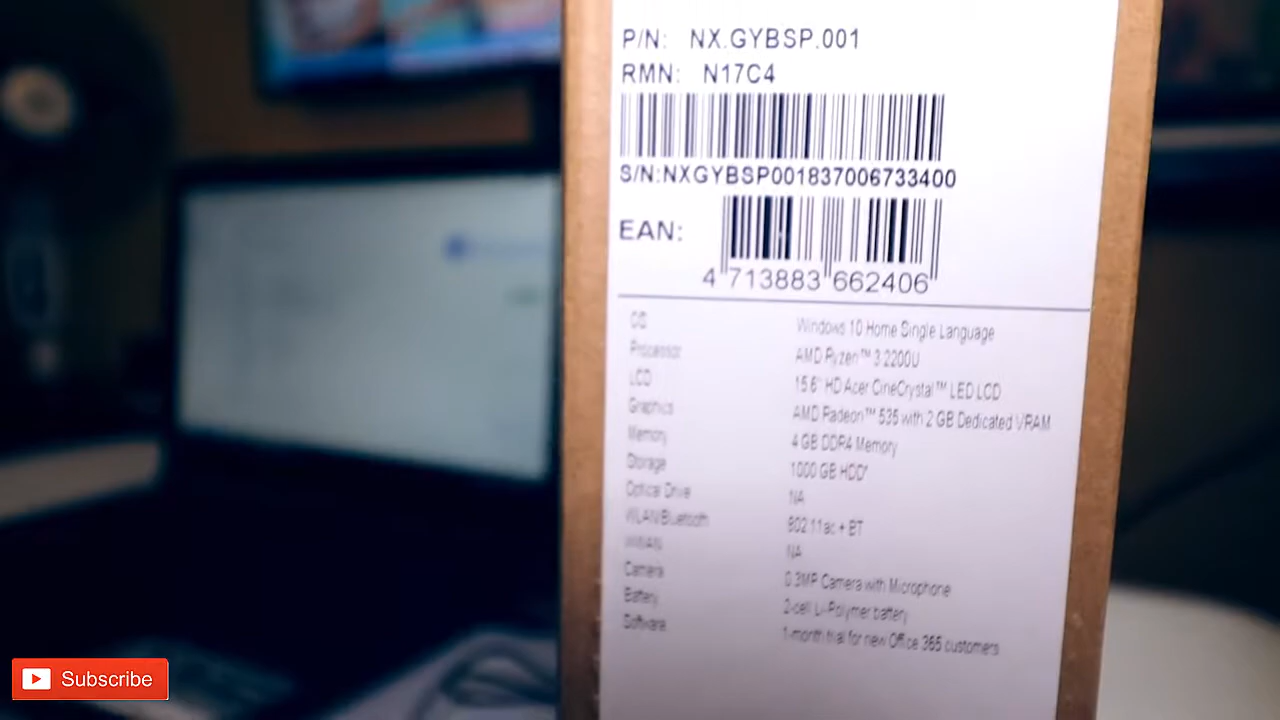 P/N: NX.GYBSP.001
RMN: N17C4
S/N:NXGYBSP001837006733400
EAN:
4 713883 662406
OS Windows 10 Home Single Language
Processor AMD Ryzen™ 3 2200U
LCD 15.6" HD Acer CineCrystal™ LED LCD
Graphics AMD Radeon™ 535 with 2 GB Dedicated VRAM
Memory 4 GB DDR4 Memory
Storage 1000 GB HDD*
Optical Drive NA
WLAN/Bluetooth 802.11ac + BT
WWAN NA
Camera 0.3MP Camera with Microphone
Battery 2-cell Li-Polymer battery
Software 1-month trial for new Office 365 customers
Subscribe